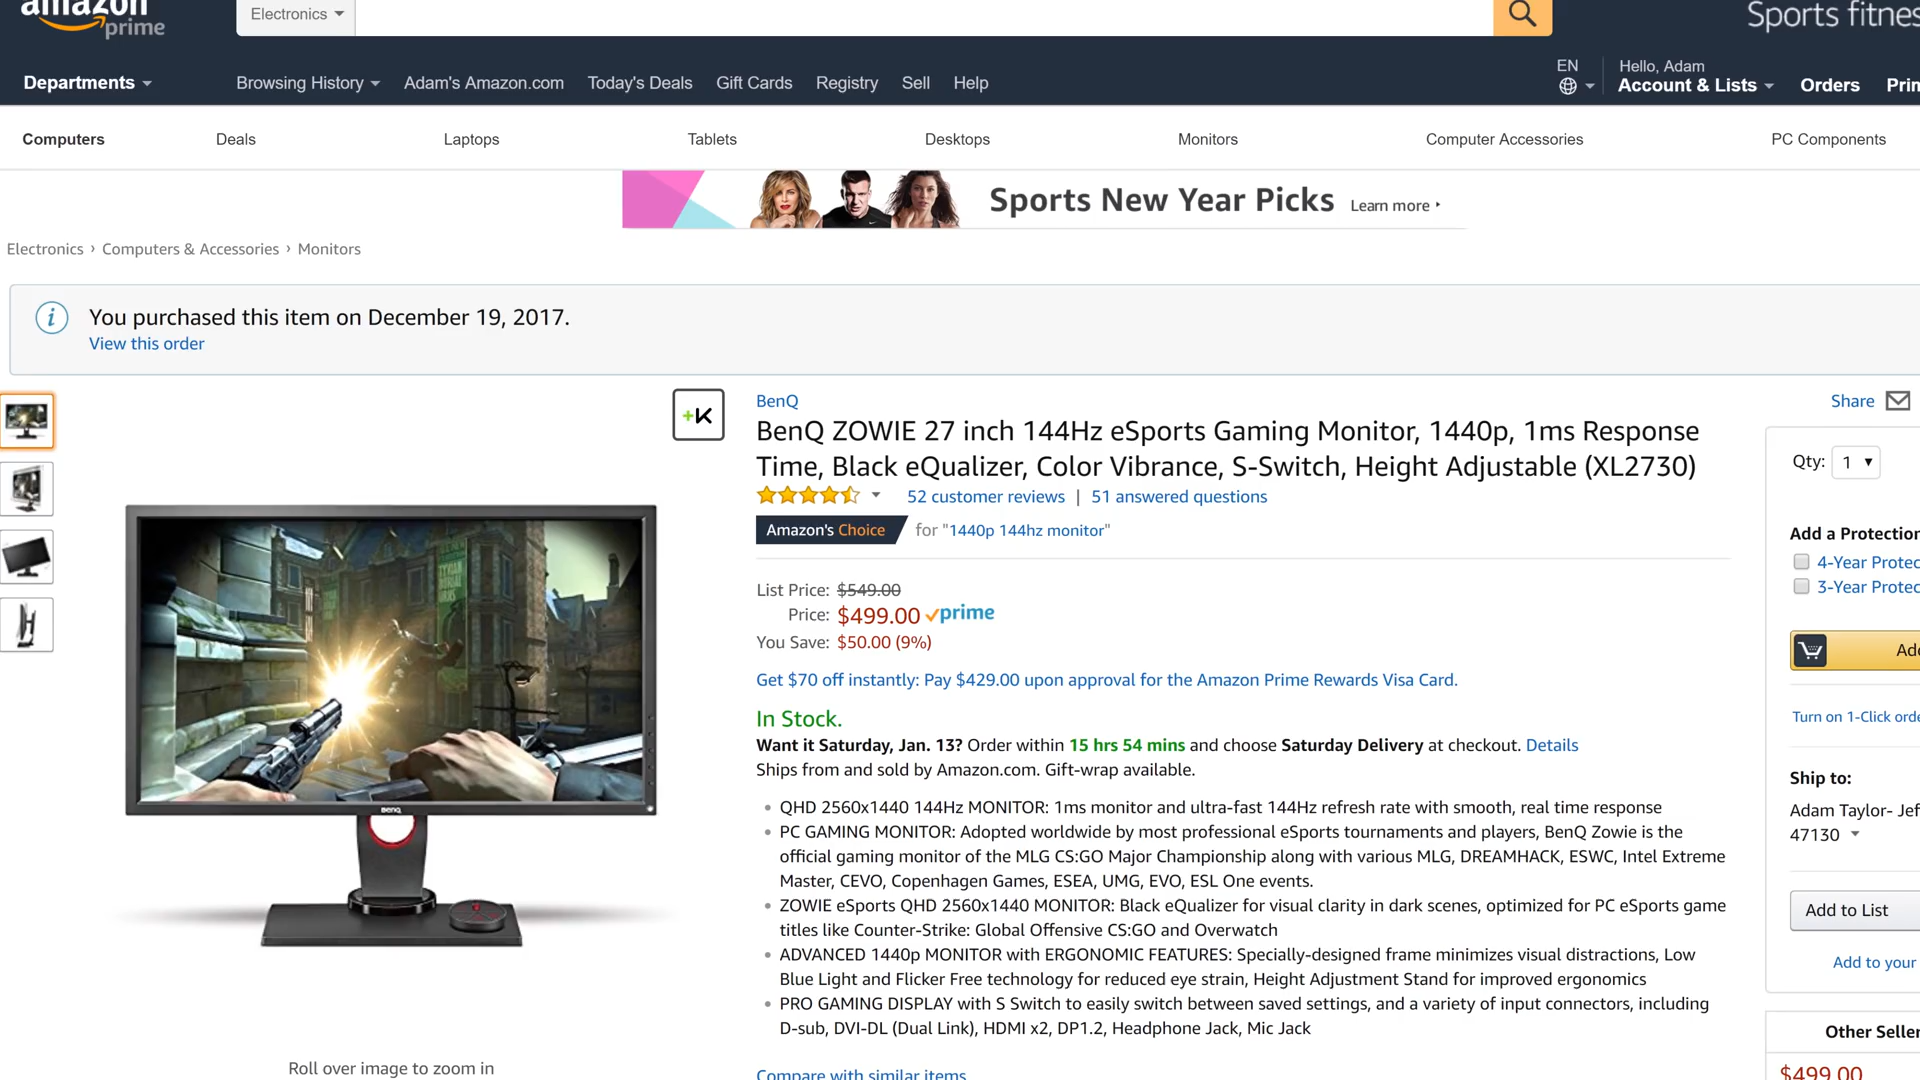 amazon
prime
Electronics
Sports fitnes
Departments
Browsing History
Adam's Amazon.com
Today's Deals
Gift Cards
Registry
Sell
Help
EN
Hello, Adam
Account & Lists
Orders
Prin
Computers
Deals
Laptops
Tablets
Desktops
Monitors
Computer Accessories
PC Components
Sports New Year Picks
Learn more ▸
Electronics › Computers & Accessories › Monitors
i
You purchased this item on December 19, 2017.
View this order
+K
BenQ
BenQ ZOWIE 27 inch 144Hz eSports Gaming Monitor, 1440p, 1ms Response
Time, Black eQualizer, Color Vibrance, S-Switch, Height Adjustable (XL2730)
52 customer reviews | 51 answered questions
Amazon's Choice for "1440p 144hz monitor"
List Price: $549.00
Price: $499.00 prime
You Save: $50.00 (9%)
Get $70 off instantly: Pay $429.00 upon approval for the Amazon Prime Rewards Visa Card.
In Stock.
Want it Saturday, Jan. 13? Order within 15 hrs 54 mins and choose Saturday Delivery at checkout. Details
Ships from and sold by Amazon.com. Gift-wrap available.
• QHD 2560x1440 144Hz MONITOR: 1ms monitor and ultra-fast 144Hz refresh rate with smooth, real time response
• PC GAMING MONITOR: Adopted worldwide by most professional eSports tournaments and players, BenQ Zowie is the
official gaming monitor of the MLG CS:GO Major Championship along with various MLG, DREAMHACK, ESWC, Intel Extreme
Master, CEVO, Copenhagen Games, ESEA, UMG, EVO, ESL One events.
• ZOWIE eSports QHD 2560x1440 MONITOR: Black eQualizer for visual clarity in dark scenes, optimized for PC eSports game
titles like Counter-Strike: Global Offensive CS:GO and Overwatch
• ADVANCED 1440p MONITOR with ERGONOMIC FEATURES: Specially-designed frame minimizes visual distractions, Low
Blue Light and Flicker Free technology for reduced eye strain, Height Adjustment Stand for improved ergonomics
• PRO GAMING DISPLAY with S Switch to easily switch between saved settings, and a variety of input connectors, including
D-sub, DVI-DL (Dual Link), HDMI x2, DP1.2, Headphone Jack, Mic Jack
Compare with similar items
BenQ
Roll over image to zoom in
Share
Qty: 1
Add a Protection
4-Year Protec
3-Year Protec
Add
Turn on 1-Click orde
Ship to:
Adam Taylor- Jef
47130
Add to List
Add to your
Other Seller
$499.00